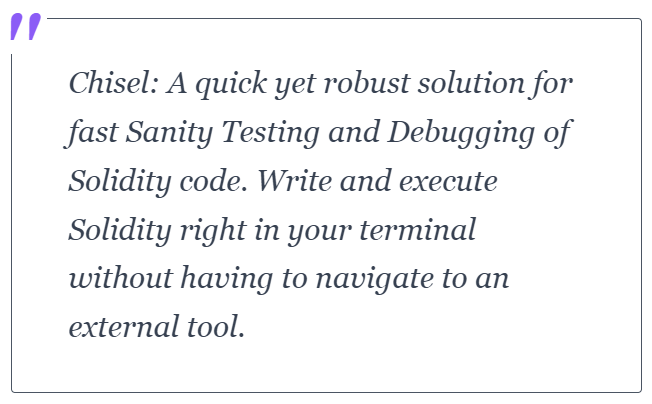 "
Chisel: A quick yet robust solution for
fast Sanity Testing and Debugging of
Solidity code. Write and execute
Solidity right in your terminal
without having to navigate to an
external tool.